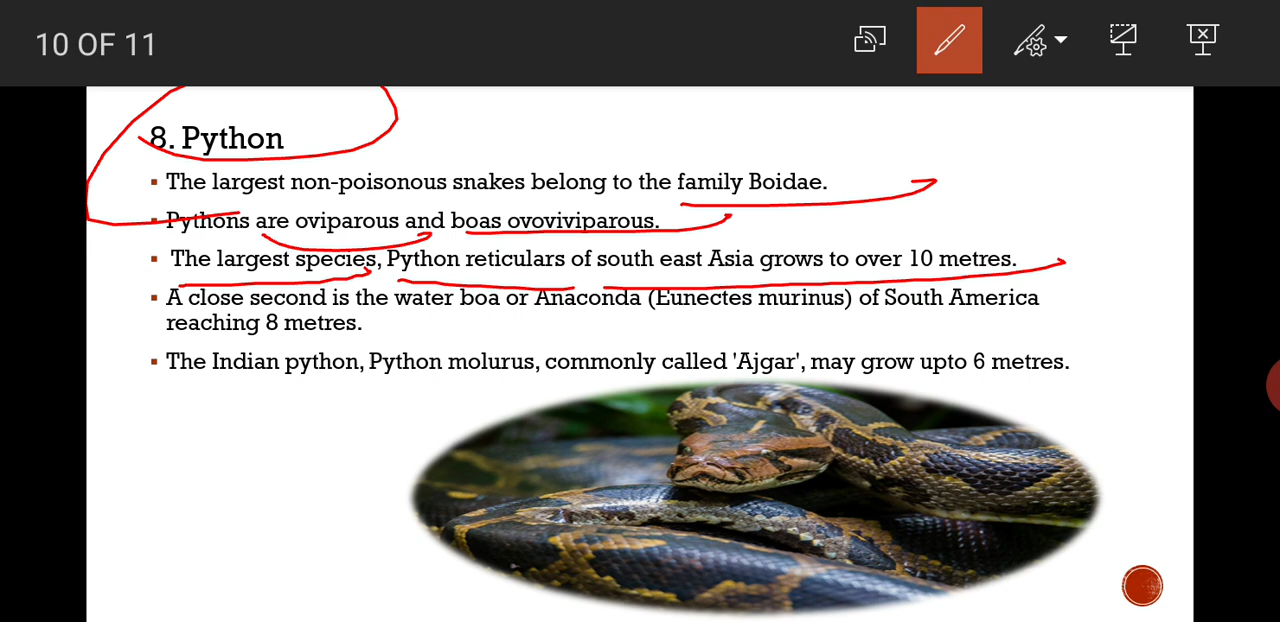 10 OF 11
8. Python
▪ The largest non-poisonous snakes belong to the family Boidae.
▪ Pythons are oviparous and boas ovoviviparous.
▪ The largest species, Python reticulars of south east Asia grows to over 10 metres.
▪ A close second is the water boa or Anaconda (Eunectes murinus) of South America
reaching 8 metres.
▪ The Indian python, Python molurus, commonly called 'Ajgar', may grow upto 6 metres.